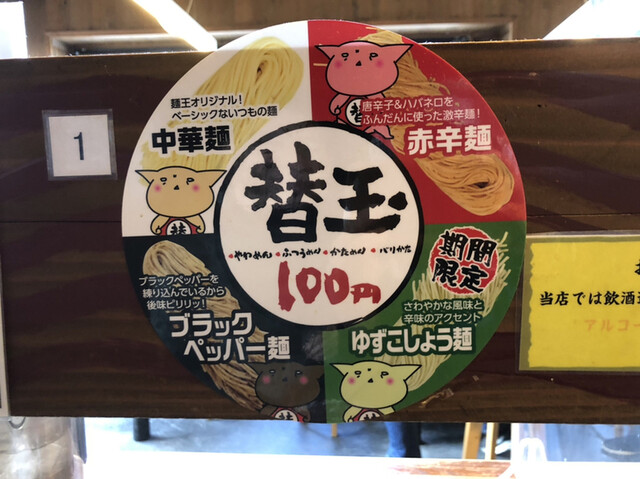 1
麺王オリジナル!
ベーシックないつもの麺
中華麺
唐辛子&ハバネロを
ふんだんに使った激辛麺!
赤辛麺
替玉
やわめん・ふつうめん・かためん・バリかた
100円
ブラックペッパーを
練り込んでいるから
後味ピリリッ!
ブラック
ペッパー麺
期間
限定
さわやかな風味と
辛味のアクセント
ゆずこしょう麺
替
替
替
替
当店では飲酒
アルコー